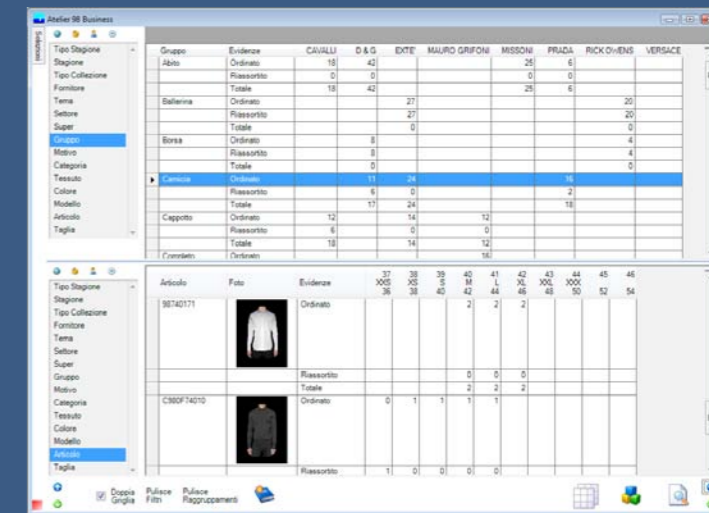 Atelier 98 Business
Selezioni
Tipo Stagione
Stagione
Tipo Collezione
Fornitore
Tema
Settore
Super
Gruppo
Motivo
Categoria
Tessuto
Colore
Modello
Articolo
Taglia
Gruppo Evidenze CAVALLI D & G EXTE' MAURO GRIFONI MISSONI PRADA RICK OWENS VERSACE
Abito Ordinato 18 42 25 6
Riassortito 0 0 0 0
Totale 18 42 25 6
Ballerina Ordinato 27 20
Riassortito 27 20
Totale 0 0
Borsa Ordinato 8 4
Riassortito 8 4
Totale 0 0
Camicia Ordinato 11 24 16
Riassortito 6 0 2
Totale 17 24 18
Cappotto Ordinato 12 14 12
Riassortito 6 0 0
Totale 18 14 12
Completo Ordinato 16
Tipo Stagione
Stagione
Tipo Collezione
Fornitore
Tema
Settore
Super
Gruppo
Motivo
Categoria
Tessuto
Colore
Modello
Articolo
Taglia
37 38 39 40 41 42 43 44 45 46
Articolo Foto Evidenze XXS XS S M L XL XXL XXX
36 38 40 42 44 46 48 50 52 54
98740171 Ordinato 2 2 2
Riassortito 0 0 0
Totale 2 2 2
C980F74010 Ordinato 0 1 1 1 1
Riassortito 1 0 0 0 0
Doppia Griglia
Pulisce Filtri
Pulisce Raggruppamenti